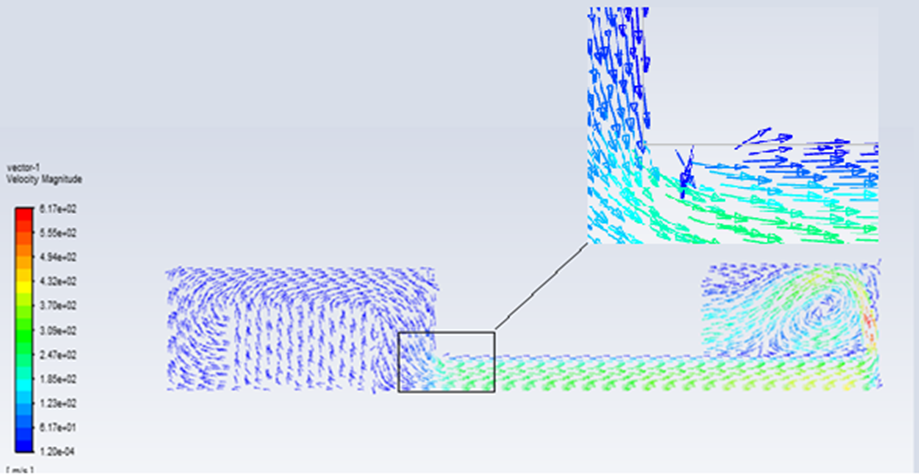 vector-1
Velocity Magnitude
6.17e+02
5.55e+02
4.94e+02
4.32e+02
3.70e+02
3.09e+02
2.47e+02
1.85e+02
1.23e+02
6.17e+01
1.20e-04
[ m/s ]